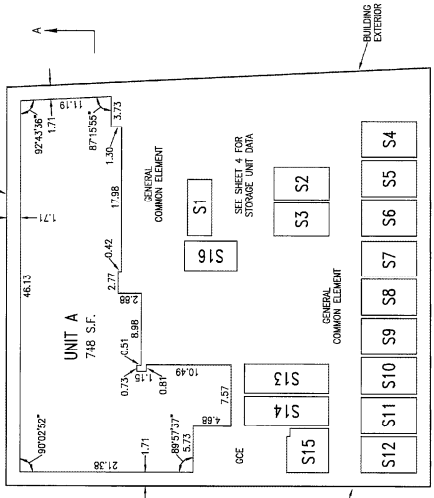 A
BUILDING
EXTERIOR
92°43'36"
11.19
1.71
87°15'55"
3.73
1.30
1.71
46.13
17.98
GENERAL
COMMON ELEMENT
0.42
2.77
2.88
UNIT A
748 S.F.
8.98
0.51
0.73
1.15
0.81
10.49
7.57
4.68
5.73
90°02'52"
21.38
1.71
89°57'37"
GCE
S1
S16
SEE SHEET 4 FOR
STORAGE UNIT DATA
S2
S3
GENERAL
COMMON ELEMENT
S13
S14
S15
S4
S5
S6
S7
S8
S9
S10
S11
S12